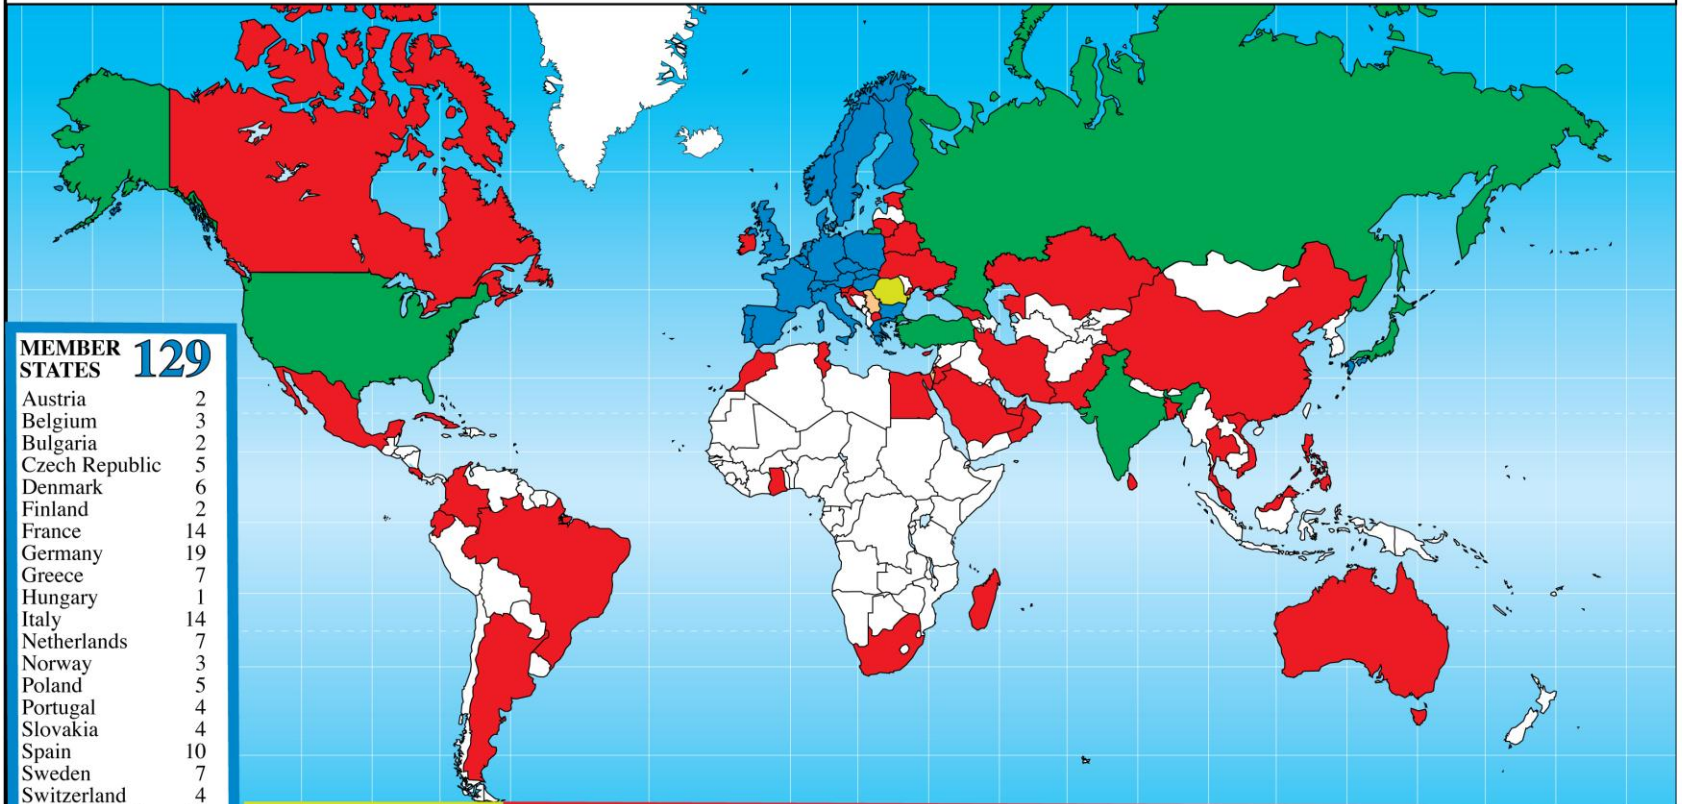 MEMBER
STATES 129
Austria 2
Belgium 3
Bulgaria 2
Czech Republic 5
Denmark 6
Finland 2
France 14
Germany 19
Greece 7
Hungary 1
Italy 14
Netherlands 7
Norway 3
Poland 5
Portugal 4
Slovakia 4
Spain 10
Sweden 7
Switzerland 4